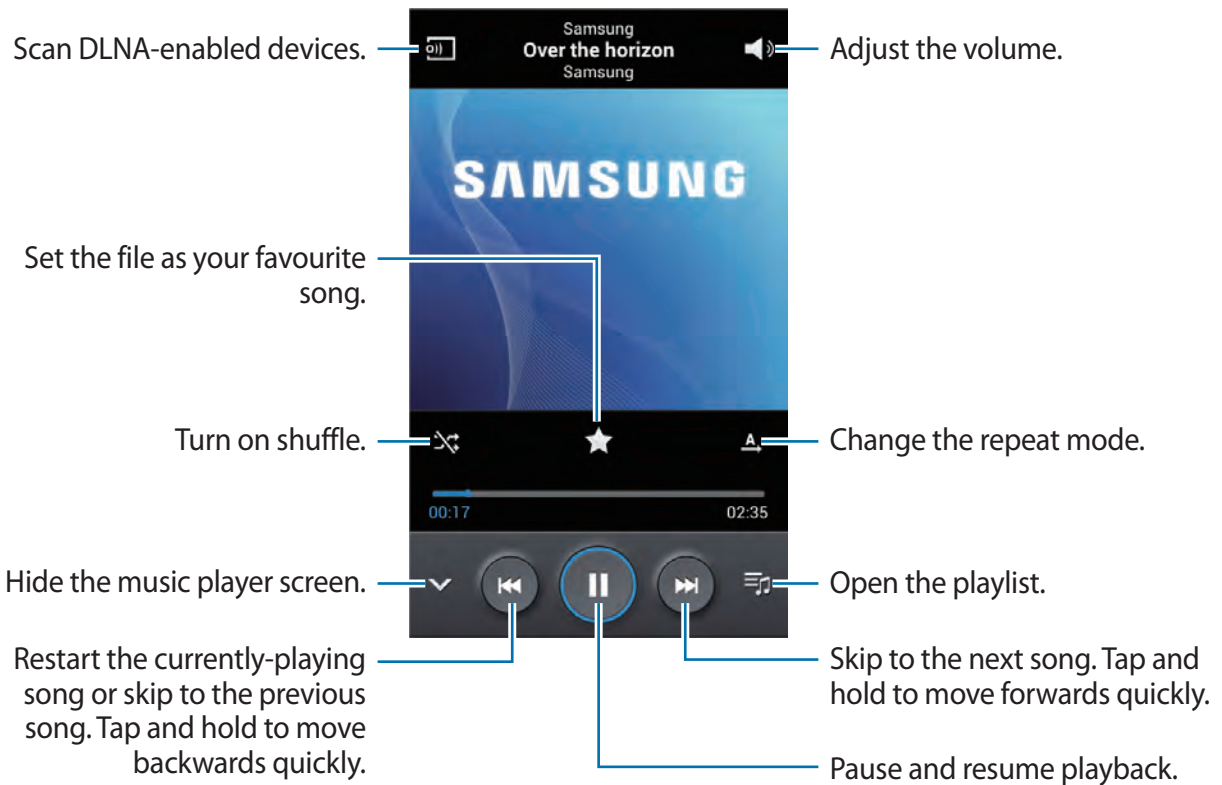 Scan DLNA-enabled devices.
Samsung
Over the horizon
Samsung
Adjust the volume.
SAMSUNG
Set the file as your favourite
song.
Turn on shuffle.
A
Change the repeat mode.
00:17
02:35
Hide the music player screen.
Open the playlist.
Restart the currently-playing
song or skip to the previous
song. Tap and hold to move
backwards quickly.
Skip to the next song. Tap and
hold to move forwards quickly.
Pause and resume playback.